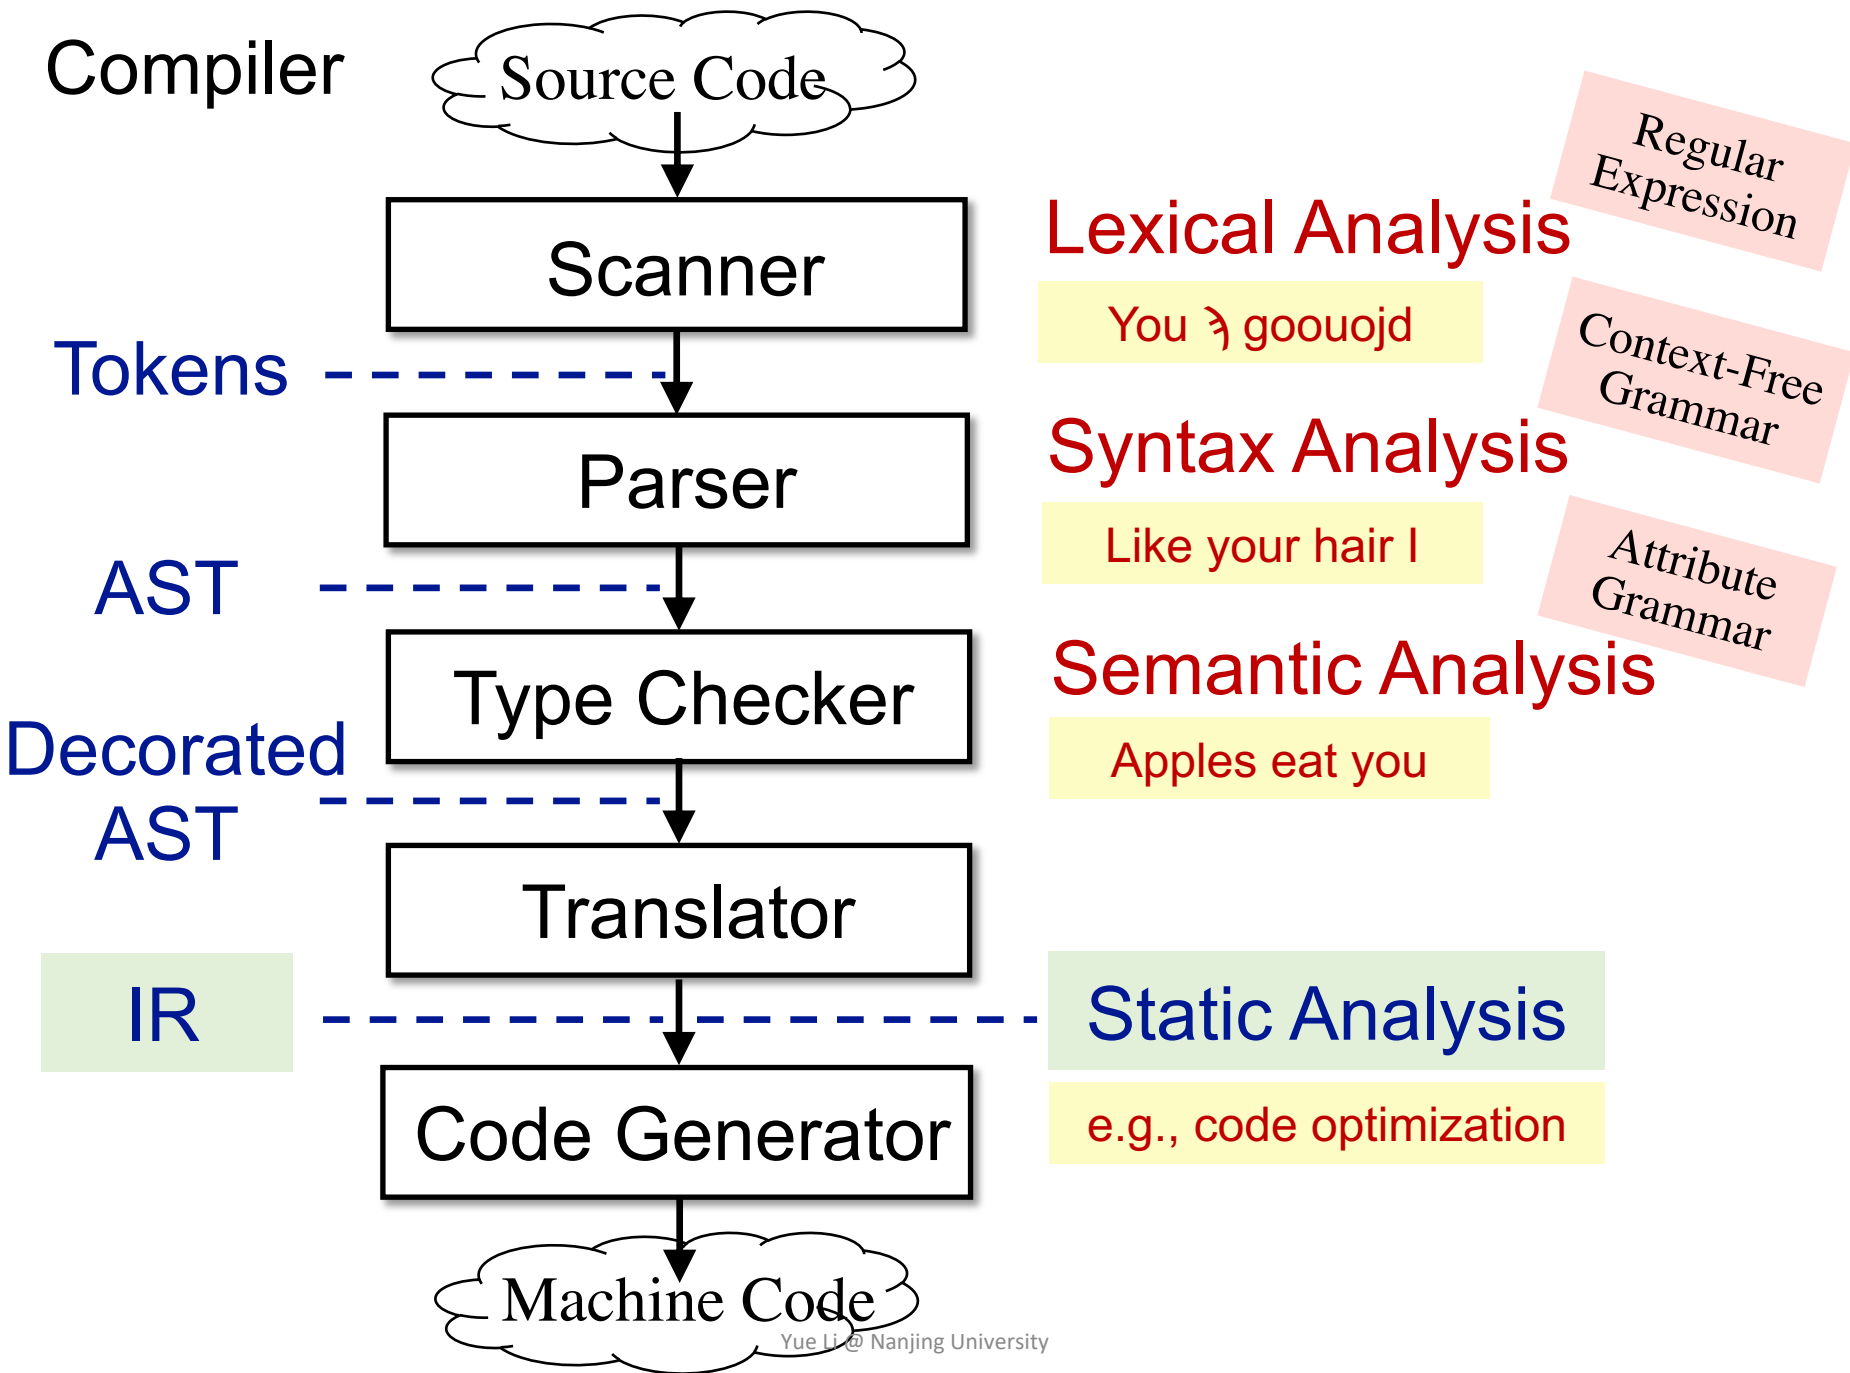 Compiler
Source Code
Scanner
Lexical Analysis
Regular
Expression
You ϡ goouojd
Tokens
Context-Free
Grammar
Parser
Syntax Analysis
Like your hair I
AST
Attribute
Grammar
Type Checker
Semantic Analysis
Apples eat you
Decorated
AST
Translator
IR
Static Analysis
e.g., code optimization
Code Generator
Machine Code
Yue Li @ Nanjing University